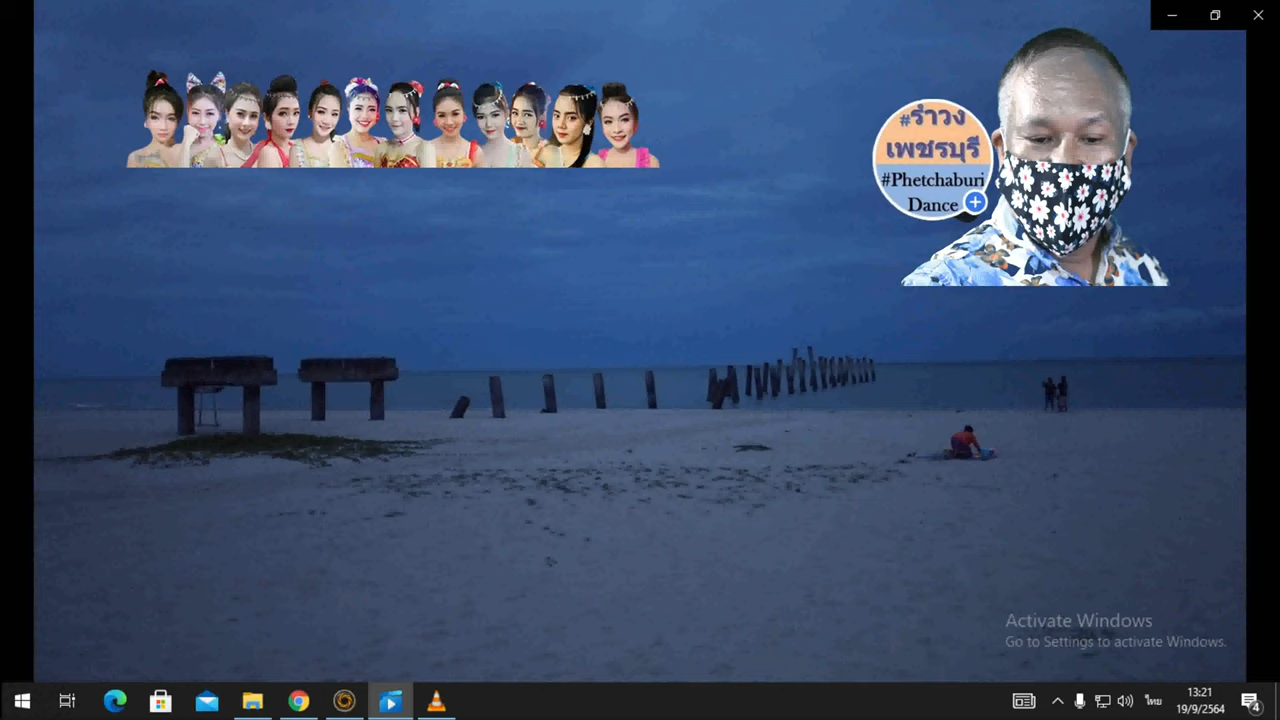 #รำวง
เพชรบุรี
#Phetchaburi
Dance
Activate Windows
Go to Settings to activate Windows.
ไทย
13:21
19/9/2564
4